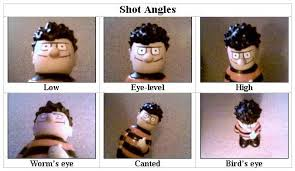 Shot Angles
Low Eye-level High
Worm's eye Canted Bird's eye